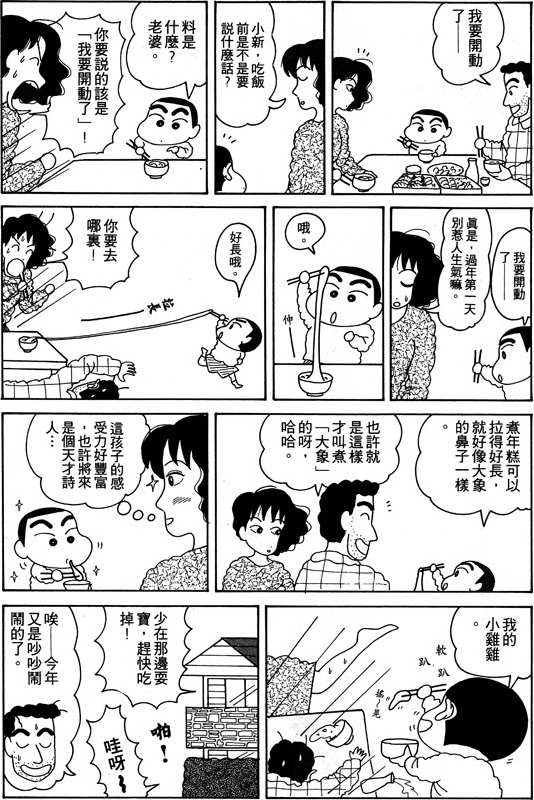 我要開動
了——
小新，吃飯
前是不是要
說什麼話？
料是
什麼？
老婆。
你要說的該是
「我要開動了」！
我要開動
了——
真是，過年第一天
別惹人生氣嘛。
哦。
伸—
好長哦。
拉長
你要去
哪裏！
煮年糕可以
拉得好長，
就好像大象
的鼻子一樣
。
也許就
是這樣
才叫煮
「大象」
的呀，
哈哈。
這孩子的感
受力好豐富
，也許將來
是個天才詩
人…
我的
小雞雞
。
軟趴趴
搖晃
少在那邊耍
寶，趕快吃
掉！
啪！
哇呀～
唉——今年
又是吵吵鬧
鬧的了。